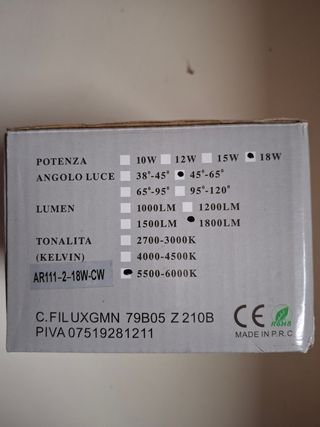 POTENZA 10W 12W 15W 18W
ANGOLO LUCE 38°-45° 45°-65°
65°-95° 95°-120°
LUMEN 1000LM 1200LM
1500LM 1800LM
TONALITA 2700-3000K
(KELVIN) 4000-4500K
AR111-2-18W-CW 5500-6000K
C.FILUXGMN 79B05 Z210B
PIVA 07519281211
CE RoHS
MADE IN P.R.C